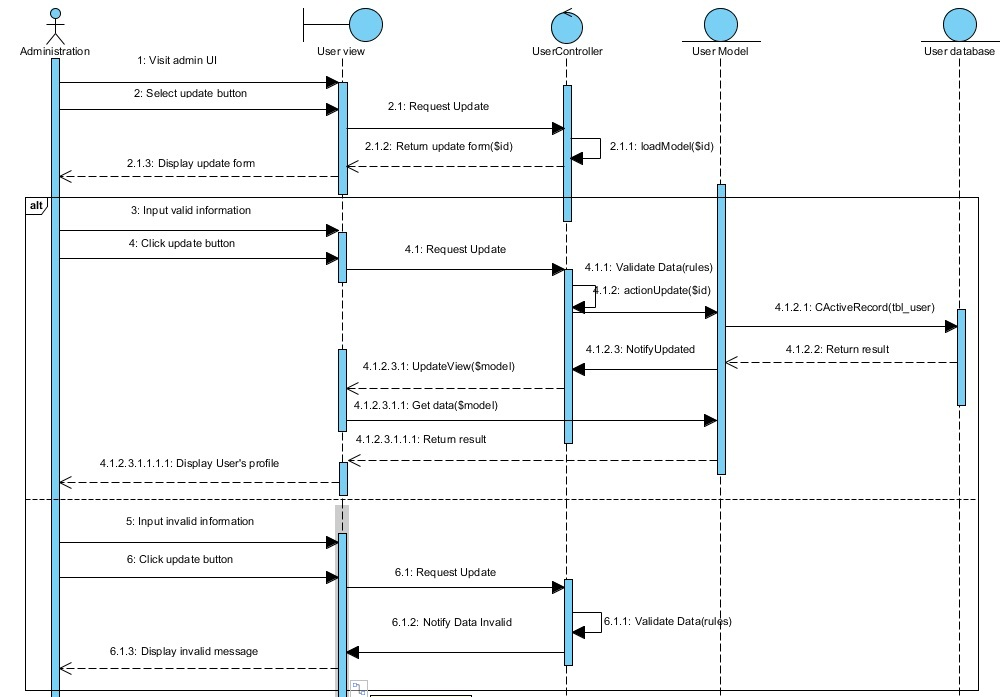 Administration
User view
UserController
User Model
User database
1: Visit admin UI
2: Select update button
2.1: Request Update
2.1.2: Return update form($id)
2.1.1: loadModel($id)
2.1.3: Display update form
alt
3: Input valid information
4: Click update button
4.1: Request Update
4.1.1: Validate Data(rules)
4.1.2: actionUpdate($id)
4.1.2.1: CActiveRecord(tbl_user)
4.1.2.3: NotifyUpdated
4.1.2.2: Return result
4.1.2.3.1: UpdateView($model)
4.1.2.3.1.1: Get data($model)
4.1.2.3.1.1.1: Return result
4.1.2.3.1.1.1.1: Display User's profile
5: Input invalid information
6: Click update button
6.1: Request Update
6.1.2: Notify Data Invalid
6.1.1: Validate Data(rules)
6.1.3: Display invalid message